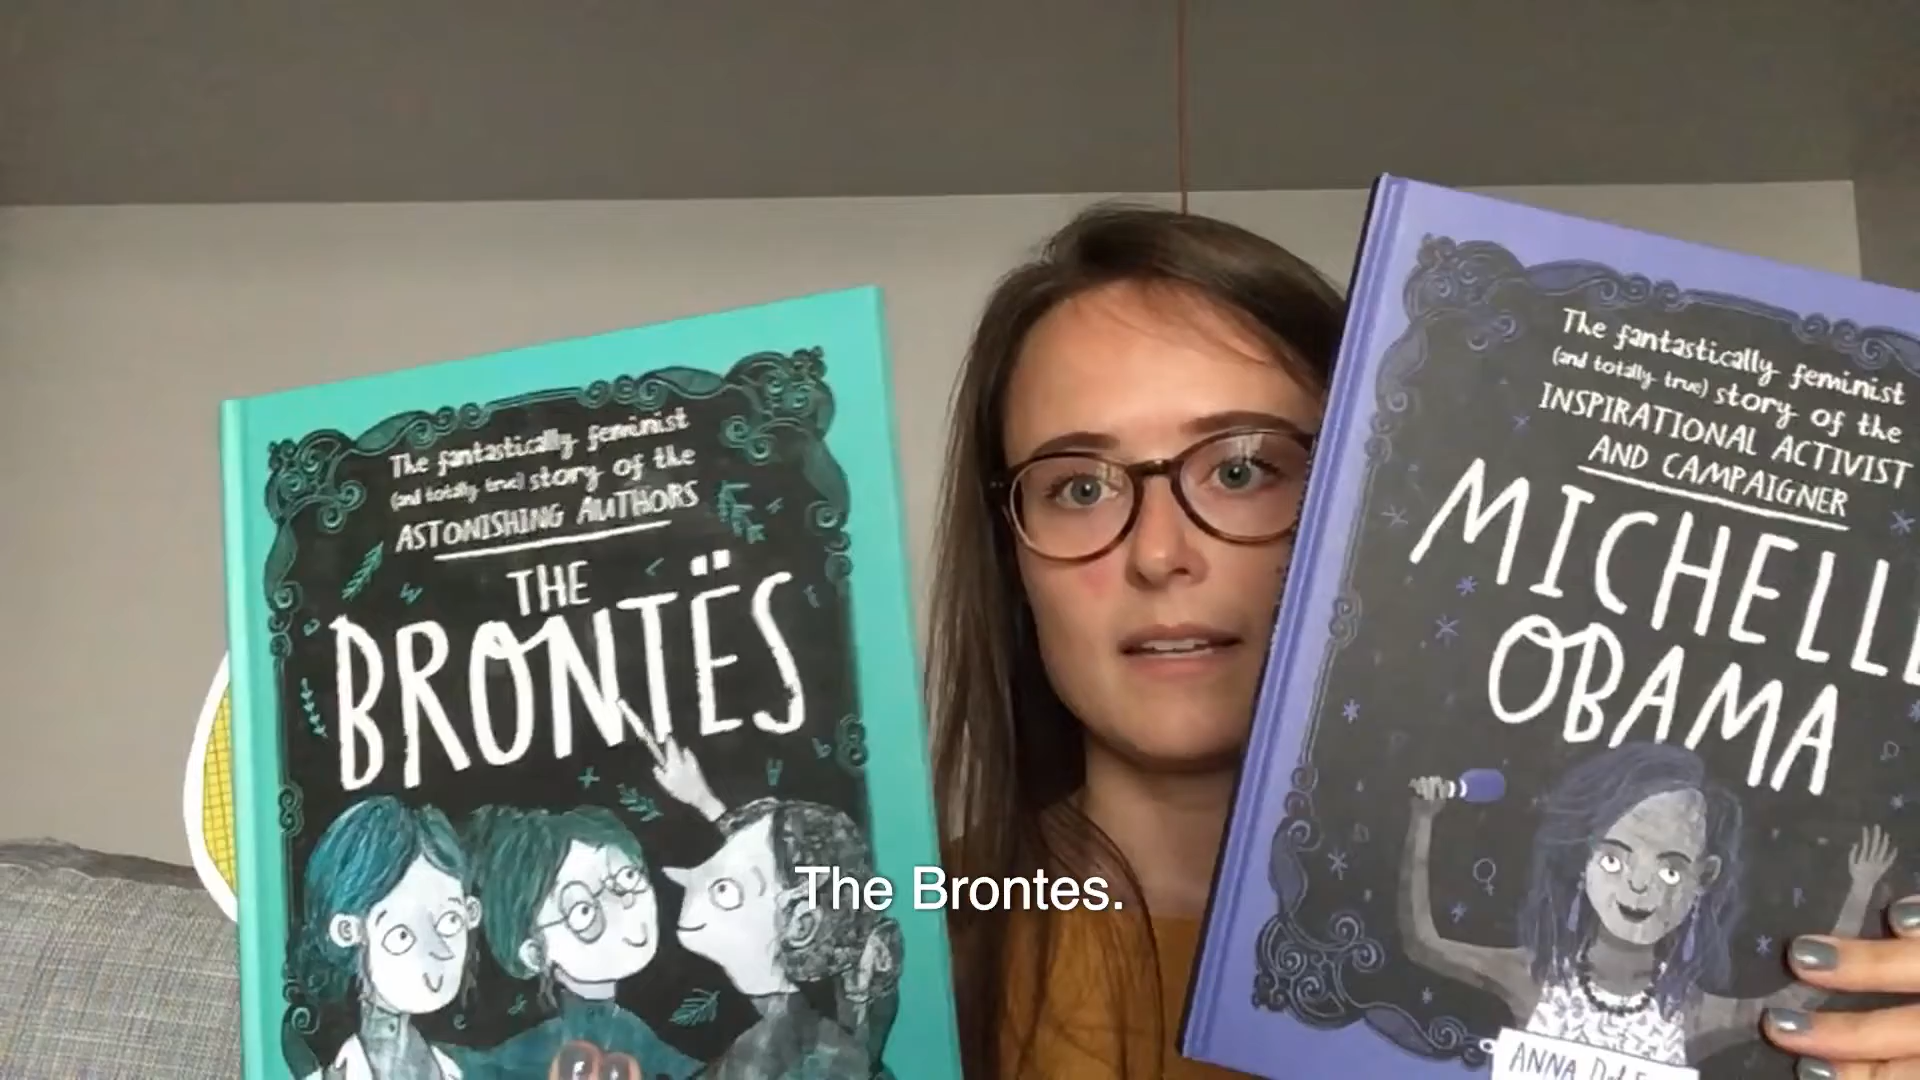 The fantastically feminist
(and totally true) story of the
ASTONISHING AUTHORS
THE
BRONTËS
The fantastically feminist
(and totally true) story of the
INSPIRATIONAL ACTIVIST
AND CAMPAIGNER
MICHELLE
OBAMA
ANNA
The Brontes.